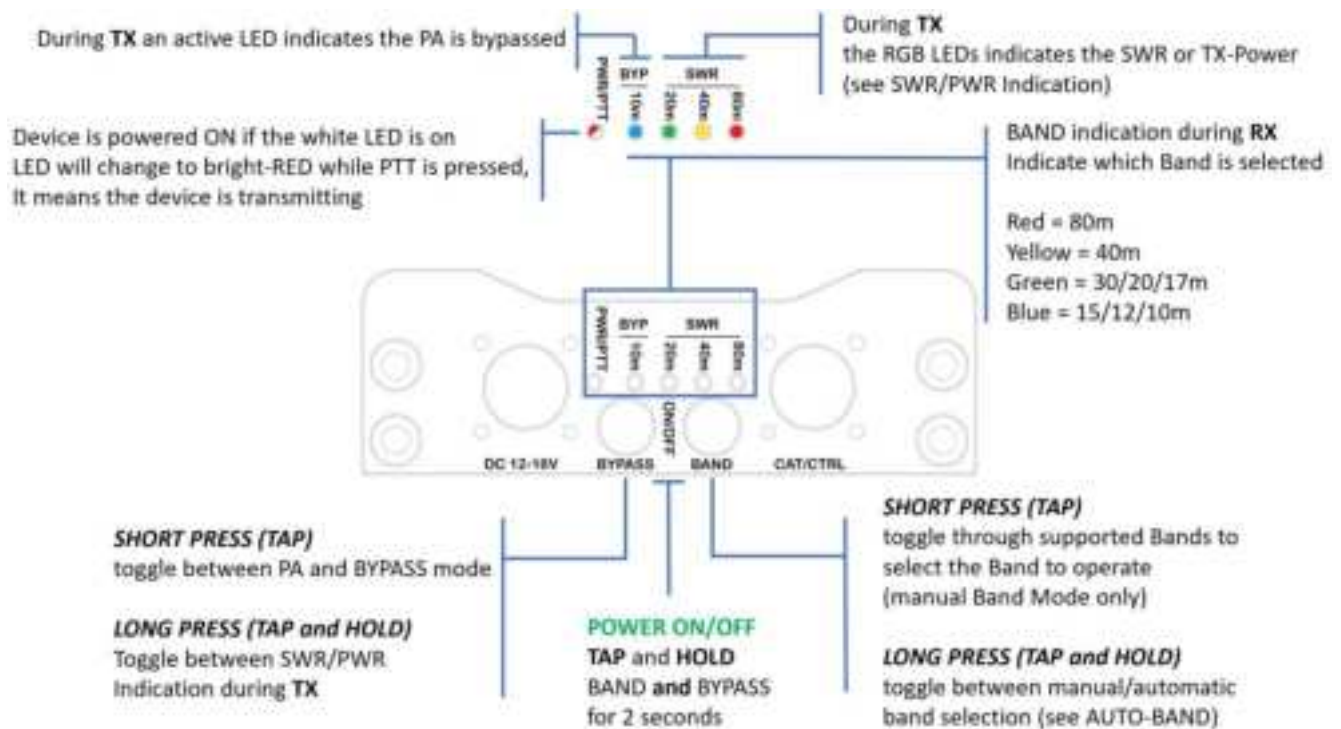 During TX an active LED indicates the PA is bypassed
During TX
the RGB LEDs indicates the SWR or TX-Power
(see SWR/PWR Indication)
PWR/PTT
BYP
SWR
10m
20m
40m
80m
Device is powered ON if the white LED is on
LED will change to bright-RED while PTT is pressed,
It means the device is transmitting
BAND indication during RX
Indicate which Band is selected
Red = 80m
Yellow = 40m
Green = 30/20/17m
Blue = 15/12/10m
PWR/PTT
BYP
SWR
10m
20m
40m
80m
ON/OFF
DC 12-18V
BYPASS
BAND
CAT/CTRL
SHORT PRESS (TAP)
toggle between PA and BYPASS mode
LONG PRESS (TAP and HOLD)
Toggle between SWR/PWR
Indication during TX
POWER ON/OFF
TAP and HOLD
BAND and BYPASS
for 2 seconds
SHORT PRESS (TAP)
toggle through supported Bands to
select the Band to operate
(manual Band Mode only)
LONG PRESS (TAP and HOLD)
toggle between manual/automatic
band selection (see AUTO-BAND)